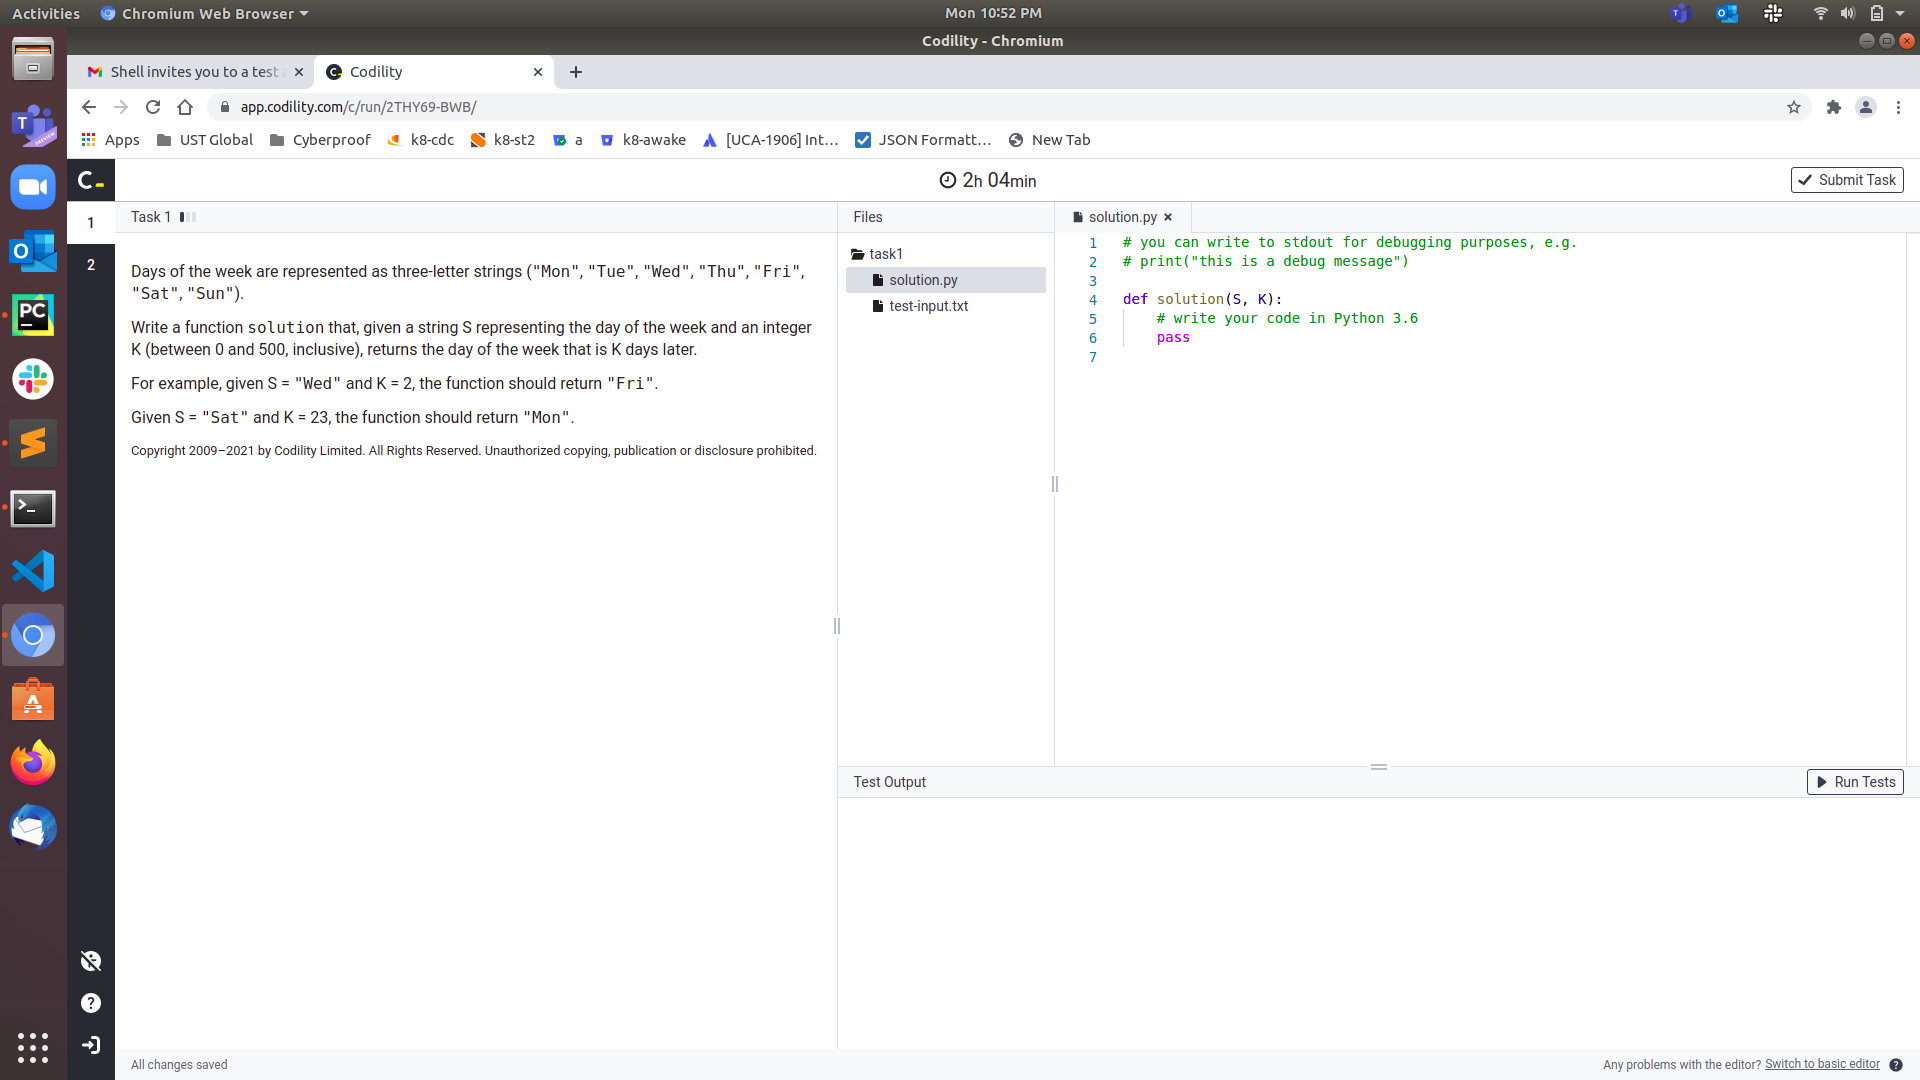 Activities
Chromium Web Browser
Mon 10:52 PM
Codility - Chromium
Shell invites you to a test
Codility
app.codility.com/c/run/2THY69-BWB/
Apps
UST Global
Cyberproof
k8-cdc
k8-st2
a
k8-awake
[UCA-1906] Int...
JSON Formatt...
New Tab
C_
2h 04min
Submit Task
1
2
Task 1
Files
solution.py
Days of the week are represented as three-letter strings ("Mon", "Tue", "Wed", "Thu", "Fri",
"Sat", "Sun").
Write a function solution that, given a string S representing the day of the week and an integer
K (between 0 and 500, inclusive), returns the day of the week that is K days later.
For example, given S = "Wed" and K = 2, the function should return "Fri".
Given S = "Sat" and K = 23, the function should return "Mon".
Copyright 2009–2021 by Codility Limited. All Rights Reserved. Unauthorized copying, publication or disclosure prohibited.
task1
solution.py
test-input.txt
1 # you can write to stdout for debugging purposes, e.g.
2 # print("this is a debug message")
3
4 def solution(S, K):
5 # write your code in Python 3.6
6 pass
7
Test Output
Run Tests
All changes saved
Any problems with the editor? Switch to basic editor